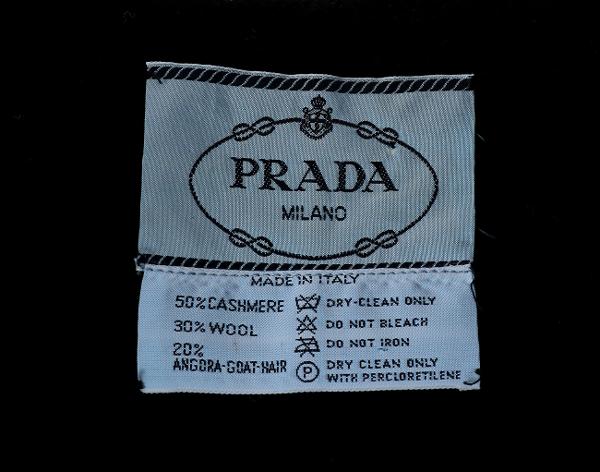 PRADA
MILANO
MADE IN ITALY
50% CASHMERE
30% WOOL
20%
ANGORA-GOAT-HAIR
DRY-CLEAN ONLY
DO NOT BLEACH
DO NOT IRON
P DRY CLEAN ONLY
WITH PERCLORETILENE